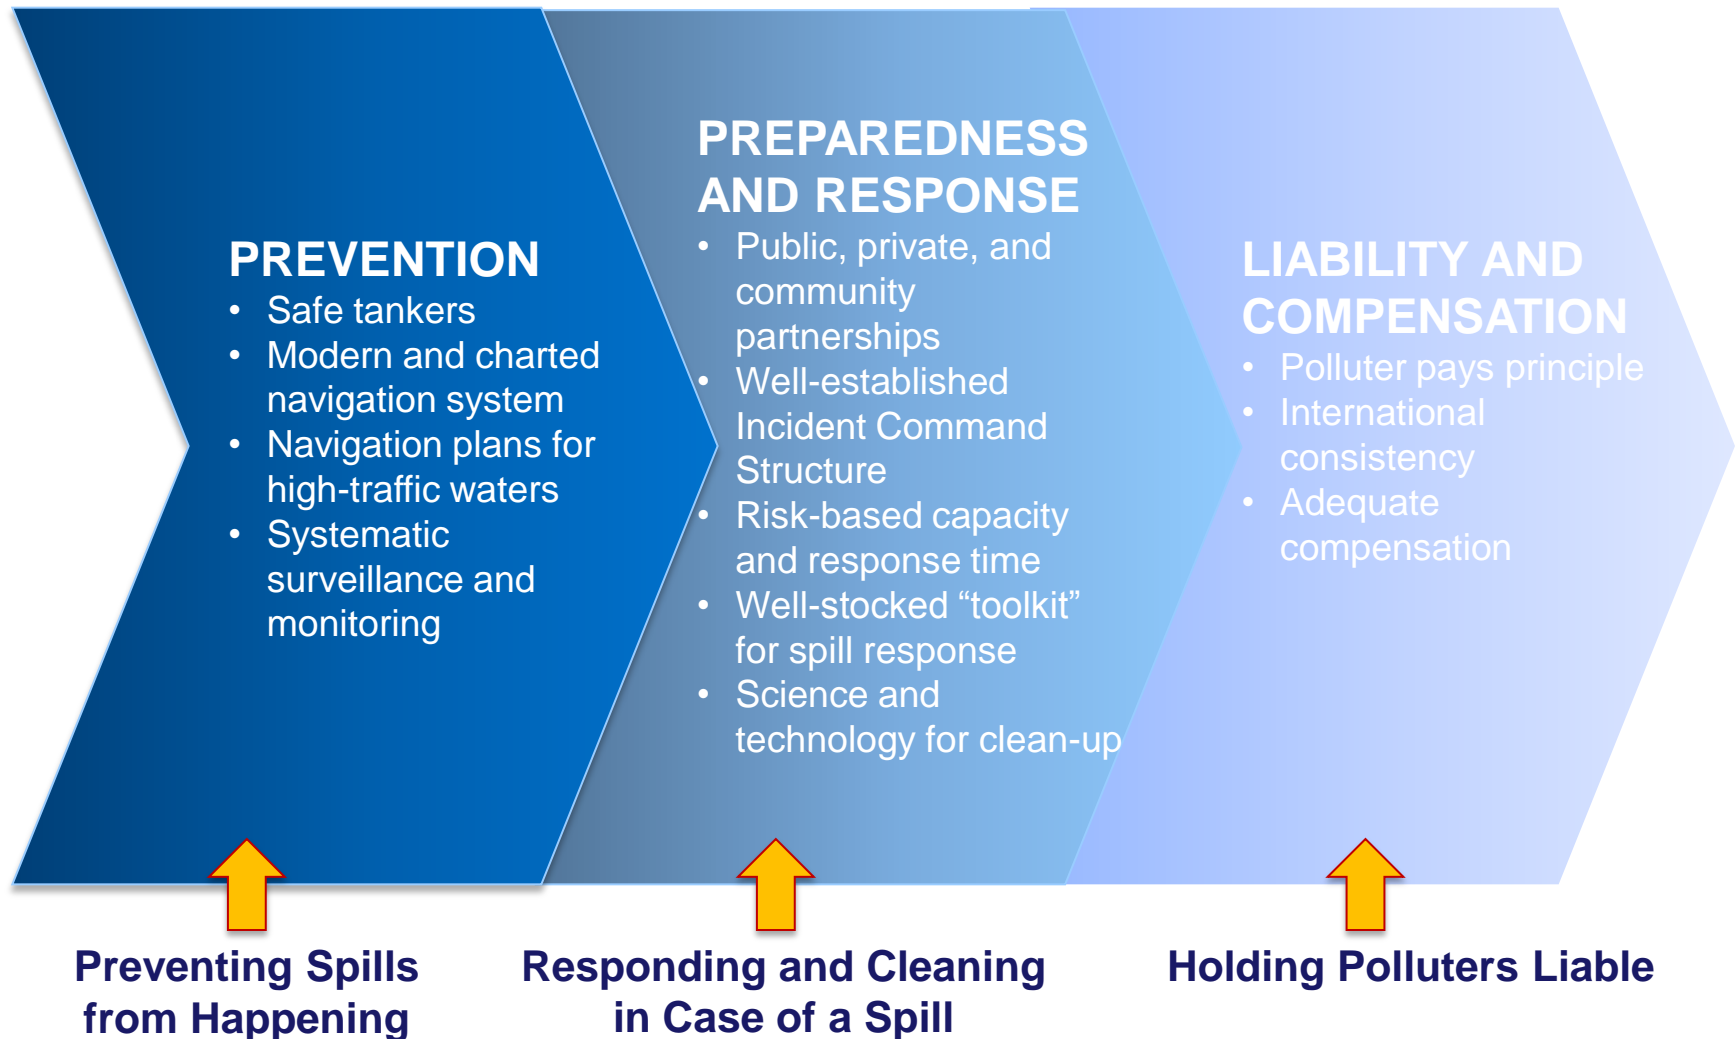 PREVENTION
• Safe tankers
• Modern and charted
navigation system
• Navigation plans for
high-traffic waters
• Systematic
surveillance and
monitoring
PREPAREDNESS
AND RESPONSE
• Public, private, and
community
partnerships
• Well-established
Incident Command
Structure
• Risk-based capacity
and response time
• Well-stocked “toolkit”
for spill response
• Science and
technology for clean-up
LIABILITY AND
COMPENSATION
• Polluter pays principle
• International
consistency
• Adequate
compensation
Preventing Spills
from Happening
Responding and Cleaning
in Case of a Spill
Holding Polluters Liable